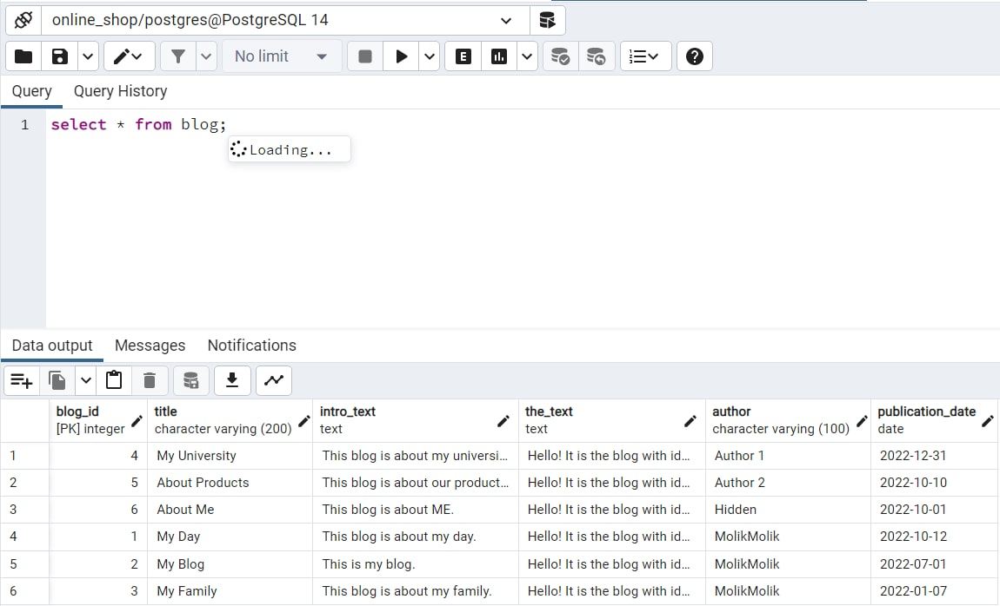 online_shop/postgres@PostgreSQL 14
No limit
E
Query Query History
1 select * from blog;
Loading...
Data output Messages Notifications
blog_id title intro_text the_text author publication_date
[PK] integer character varying (200) text text character varying (100) date
1 4 My University This blog is about my universi... Hello! It is the blog with id... Author 1 2022-12-31
2 5 About Products This blog is about our product... Hello! It is the blog with id... Author 2 2022-10-10
3 6 About Me This blog is about ME. Hello! It is the blog with id... Hidden 2022-10-01
4 1 My Day This blog is about my day. Hello! It is the blog with id... MolikMolik 2022-10-12
5 2 My Blog This is my blog. Hello! It is the blog with id... MolikMolik 2022-07-01
6 3 My Family This blog is about my family. Hello! It is the blog with id... MolikMolik 2022-01-07